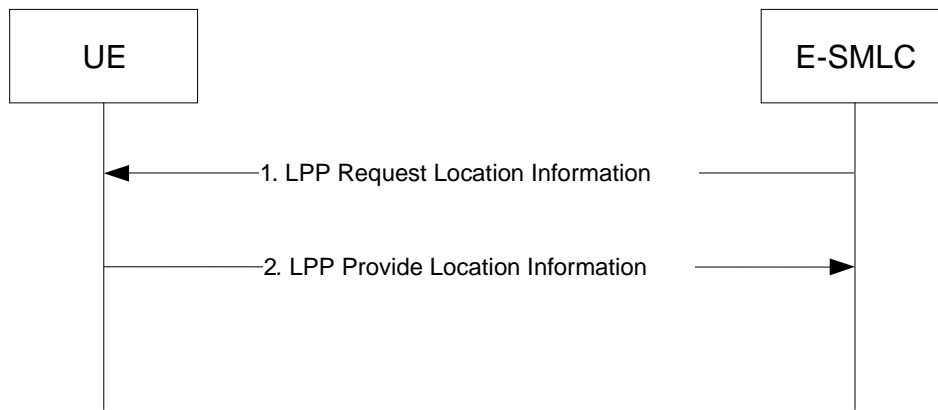 UE
E-SMLC
1. LPP Request Location Information
2. LPP Provide Location Information